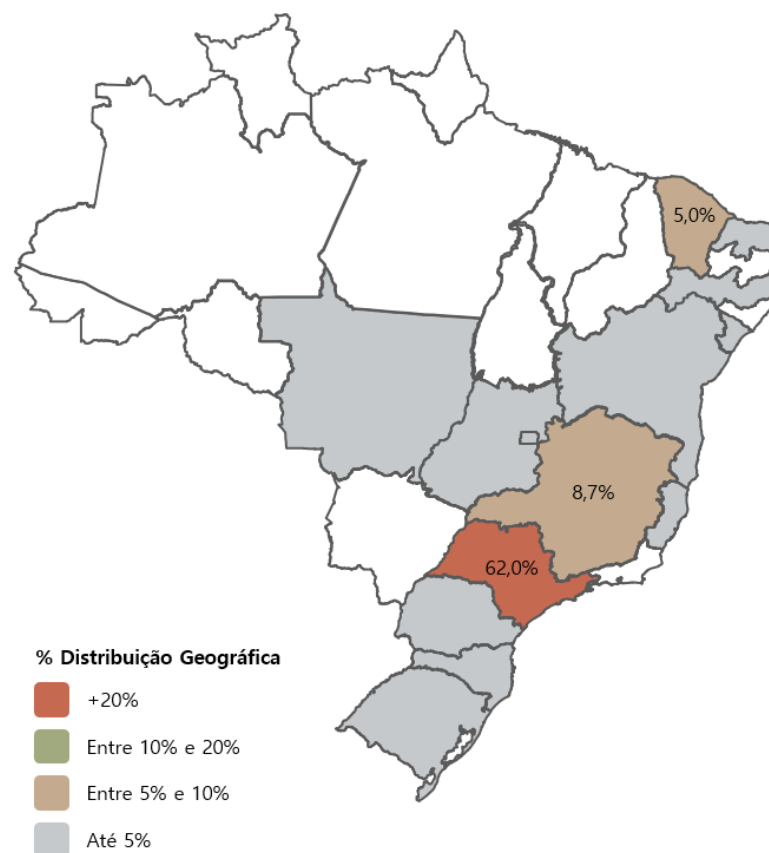 5,0%
8,7%
62,0%
% Distribuição Geográfica
+20%
Entre 10% e 20%
Entre 5% e 10%
Até 5%